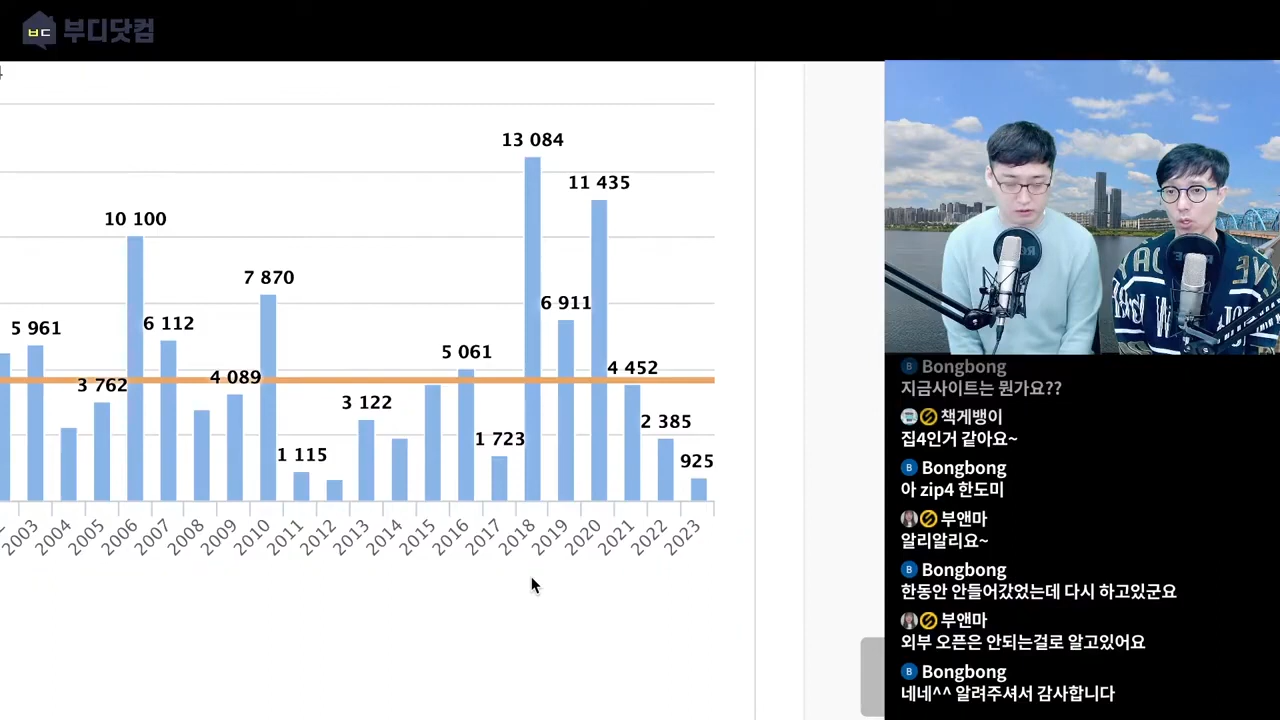 ㅂㄷ 부디닷컴
13 084
11 435
10 100
7 870
6 911
5 961
6 112
5 061
4 452
3 762
4 089
3 122
2 385
1 115
1 723
925
2003 2004 2005 2006 2007 2008 2009 2010 2011 2012 2013 2014 2015 2016 2017 2018 2019 2020 2021 2022 2023
B Bongbong
지금사이트는 뭔가요??
책게뱅이
집4인거 같아요~
B Bongbong
아 zip4 한도미
부앤마
알리알리요~
B Bongbong
한동안 안들어갔었는데 다시 하고있군요
부앤마
외부 오픈은 안되는걸로 알고있어요
B Bongbong
네네^^ 알려주셔서 감사합니다